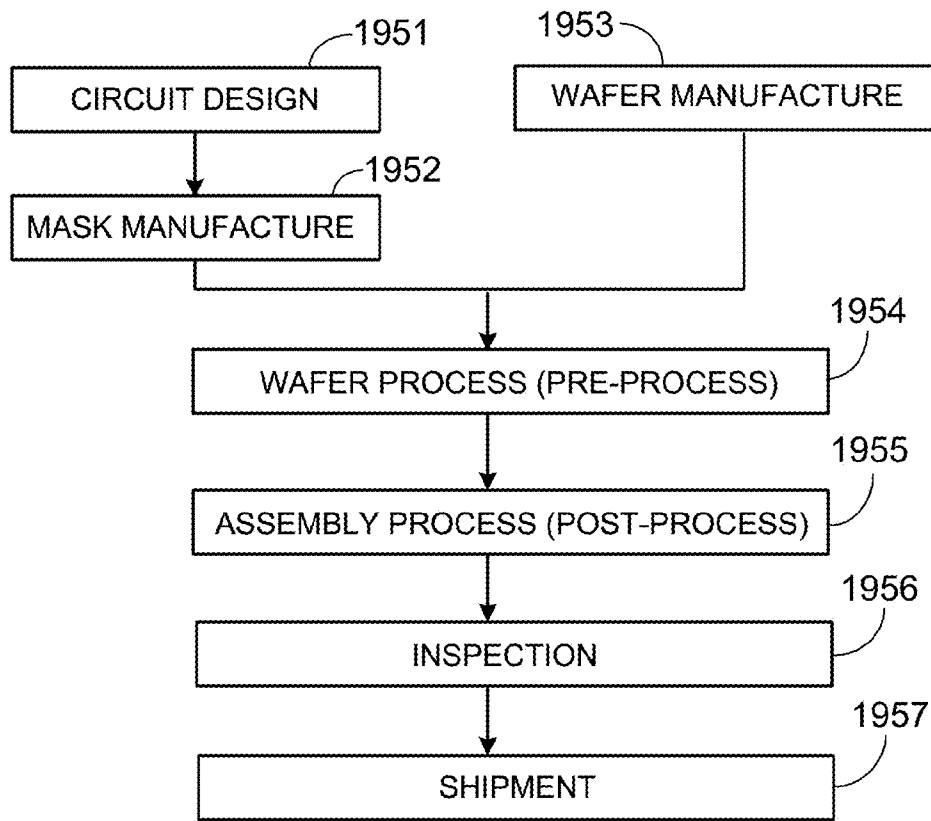 1951
CIRCUIT DESIGN
1953
WAFER MANUFACTURE
1952
MASK MANUFACTURE
1954
WAFER PROCESS (PRE-PROCESS)
1955
ASSEMBLY PROCESS (POST-PROCESS)
1956
INSPECTION
1957
SHIPMENT